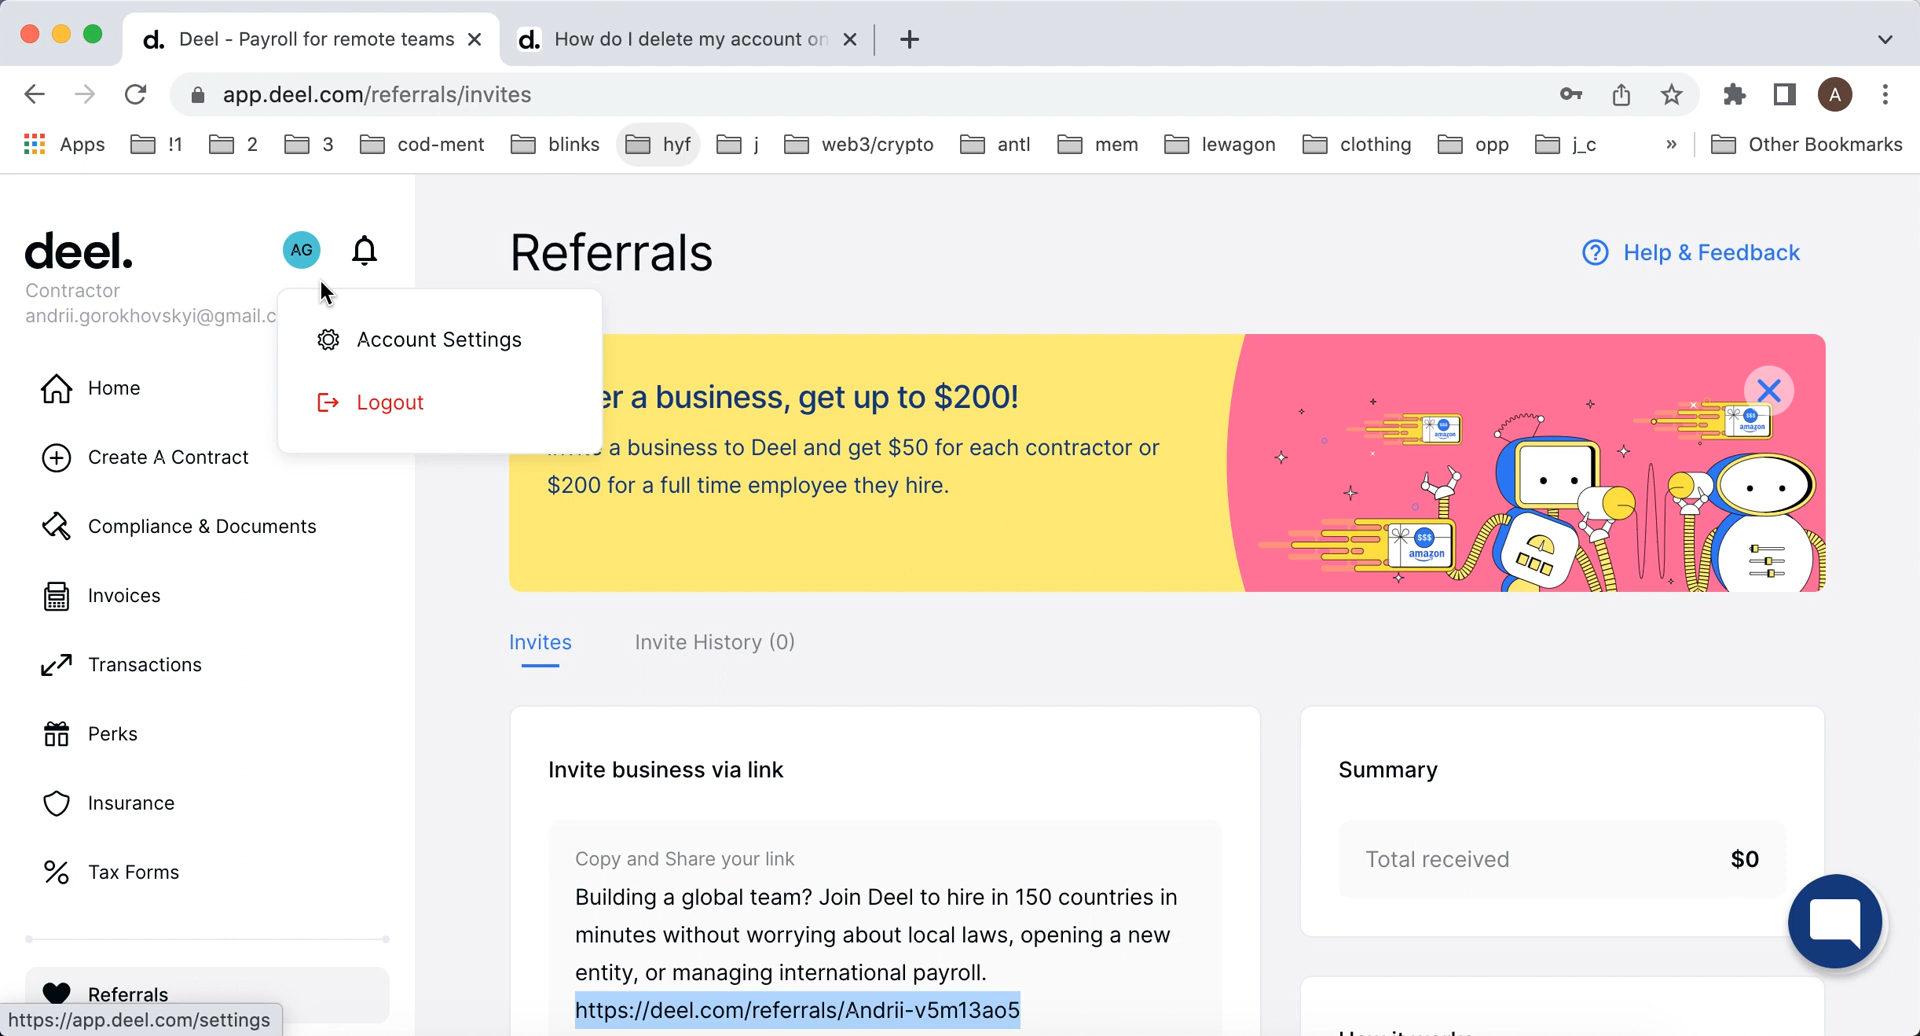 d. Deel - Payroll for remote teams
d. How do I delete my account on
app.deel.com/referrals/invites
A
Apps !1 2 3 cod-ment blinks hyf j web3/crypto antl mem lewagon clothing opp j_c » Other Bookmarks
deel.
AG
Contractor
andrii.gorokhovskyi@gmail.c
Account Settings
Logout
Home
Create A Contract
Compliance & Documents
Invoices
Transactions
Perks
Insurance
Tax Forms
Referrals
https://app.deel.com/settings
Referrals
Help & Feedback
er a business, get up to $200!
a business to Deel and get $50 for each contractor or
$200 for a full time employee they hire.
$$$
amazon
$$$
amazon
$$$
amazon
Invites
Invite History (0)
Invite business via link
Copy and Share your link
Building a global team? Join Deel to hire in 150 countries in
minutes without worrying about local laws, opening a new
entity, or managing international payroll.
https://deel.com/referrals/Andrii-v5m13ao5
Summary
Total received $0